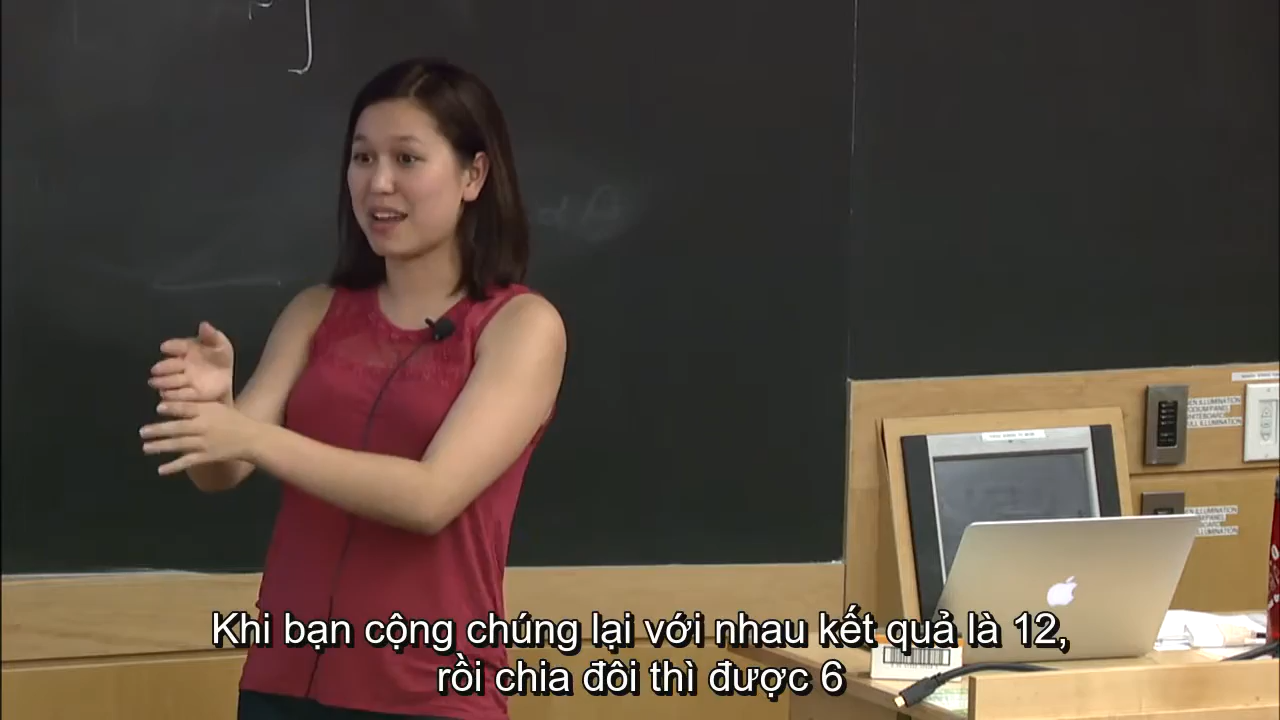 Khi bạn cộng chúng lại với nhau kết quả là 12,
rồi chia đôi thì được 6